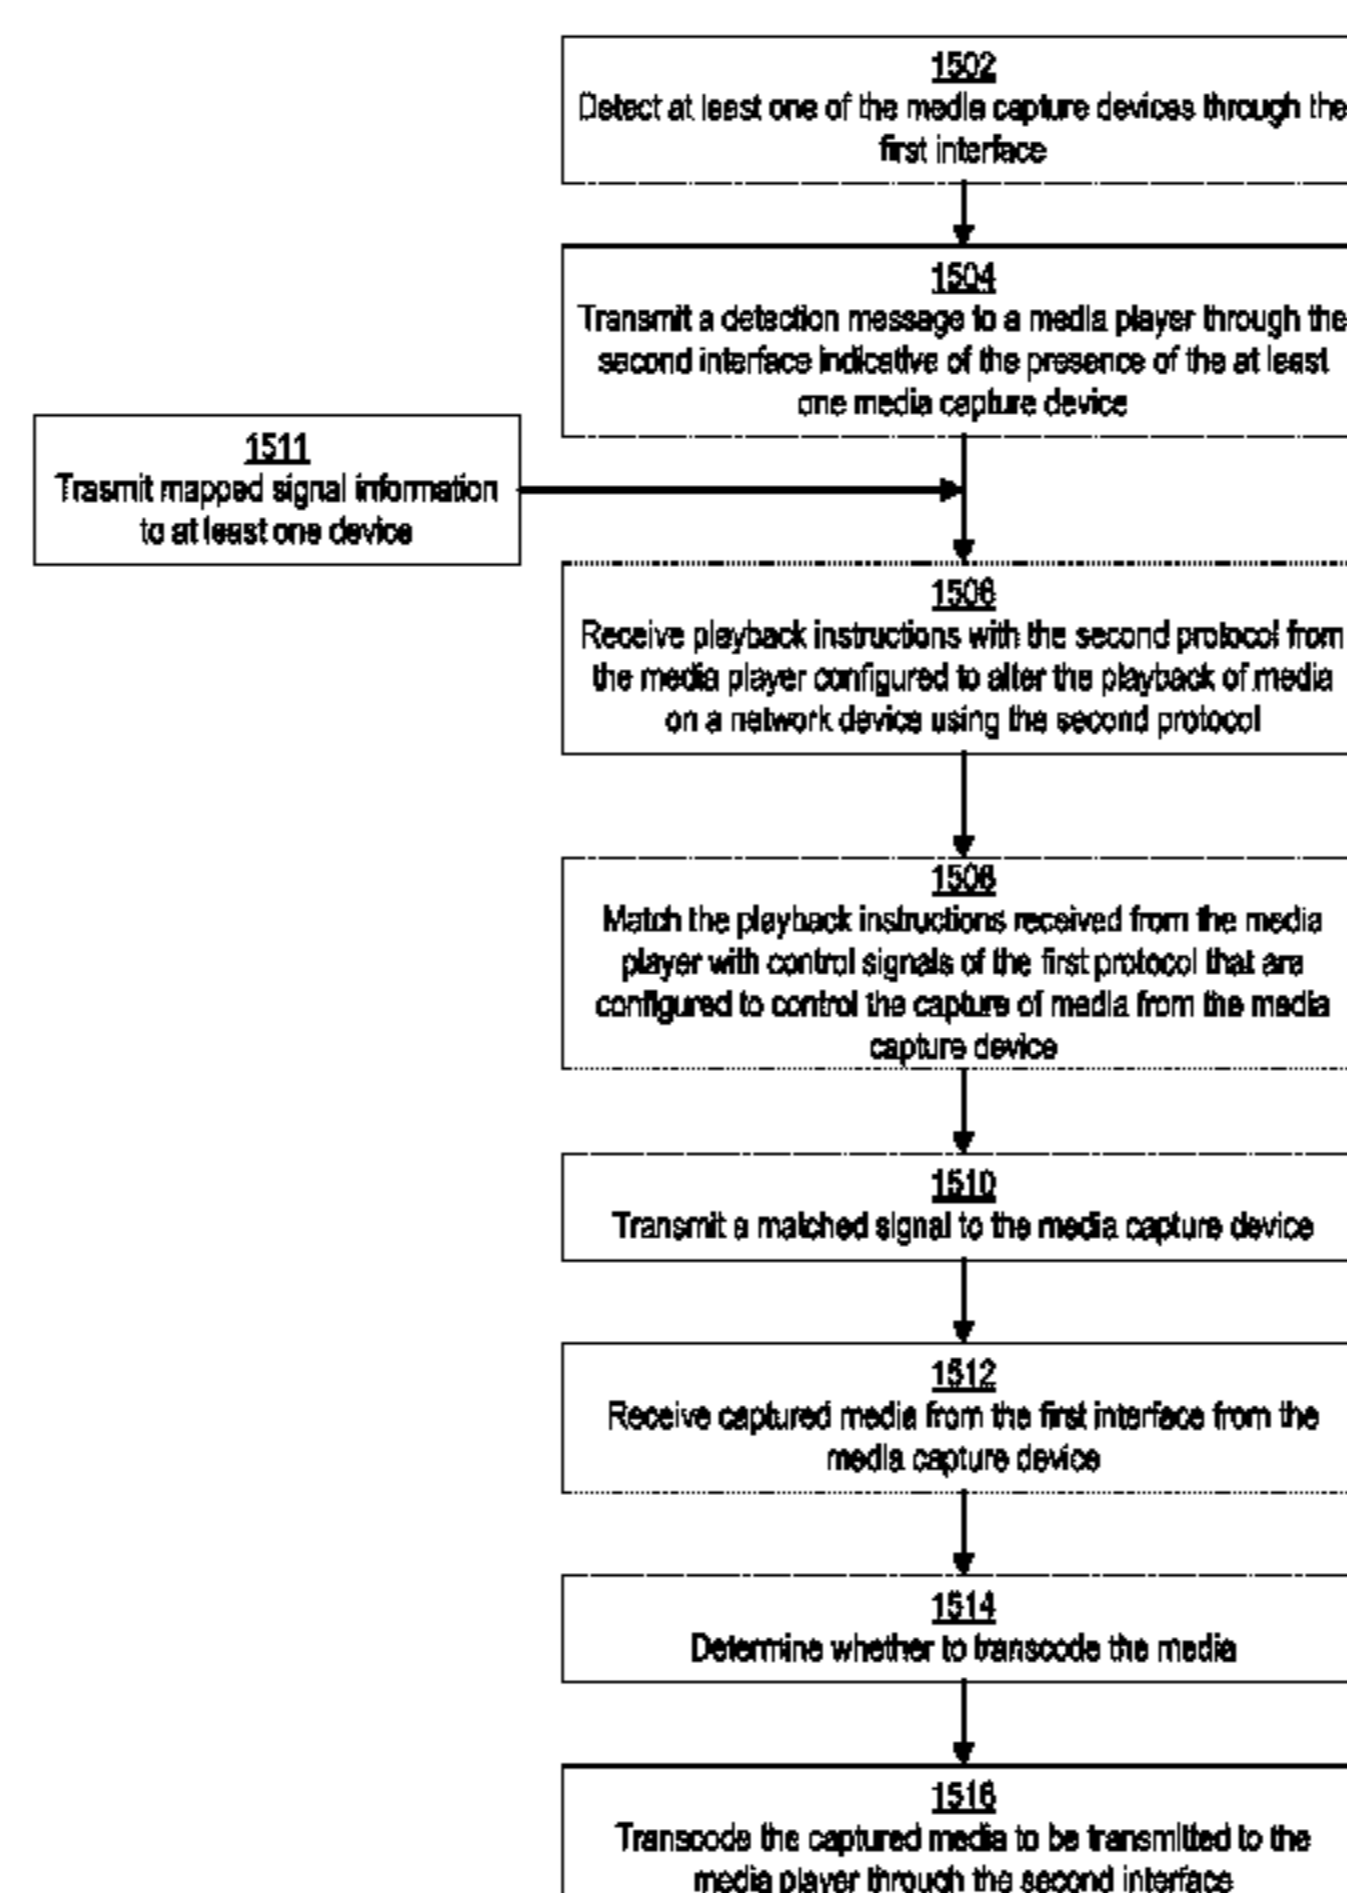 1502
Detect at least one of the media capture devices through the
first interface
1504
Transmit a detection message to a media player through the
second interface indicative of the presence of the at least
one media capture device
1511
Trasmit mapped signal information
to at least one device
1506
Receive playback instructions with the second protocol from
the media player configured to alter the playback of media
on a network device using the second protocol
1508
Match the playback instructions received from the media
player with control signals of the first protocol that are
configured to control the capture of media from the media
capture device
1510
Transmit a matched signal to the media capture device
1512
Receive captured media from the first interface from the
media capture device
1514
Determine whether to transcode the media
1516
Transcode the captured media to be transmitted to the
media player through the second interface